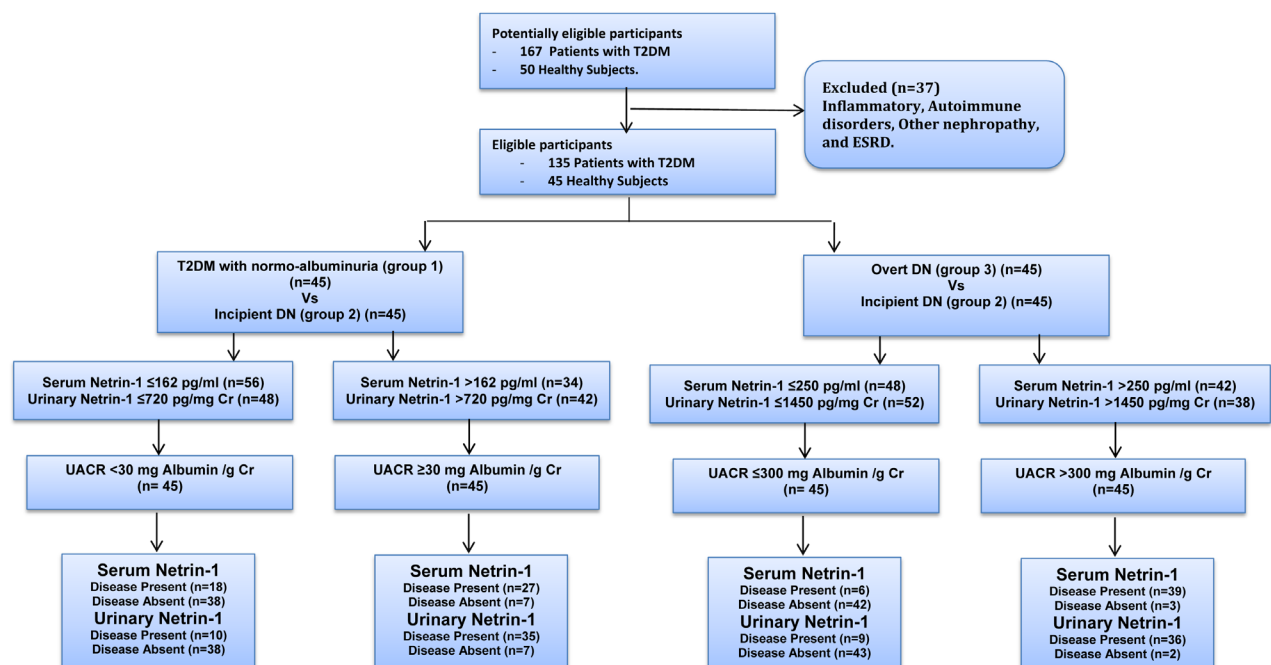 Potentially eligible participants
- 167 Patients with T2DM
- 50 Healthy Subjects.
Excluded (n=37)
Inflammatory, Autoimmune
disorders, Other nephropathy,
and ESRD.
Eligible participants
- 135 Patients with T2DM
- 45 Healthy Subjects
T2DM with normo-albuminuria (group 1)
(n=45)
Vs
Incipient DN (group 2) (n=45)
Overt DN (group 3) (n=45)
Vs
Incipient DN (group 2) (n=45)
Serum Netrin-1 ≤162 pg/ml (n=56)
Urinary Netrin-1 ≤720 pg/mg Cr (n=48)
Serum Netrin-1 >162 pg/ml (n=34)
Urinary Netrin-1 >720 pg/mg Cr (n=42)
Serum Netrin-1 ≤250 pg/ml (n=48)
Urinary Netrin-1 ≤1450 pg/mg Cr (n=52)
Serum Netrin-1 >250 pg/ml (n=42)
Urinary Netrin-1 >1450 pg/mg Cr (n=38)
UACR <30 mg Albumin /g Cr
(n= 45)
UACR ≥30 mg Albumin /g Cr
(n=45)
UACR ≤300 mg Albumin /g Cr
(n= 45)
UACR >300 mg Albumin /g Cr
(n=45)
Serum Netrin-1
Disease Present (n=18)
Disease Absent (n=38)
Urinary Netrin-1
Disease Present (n=10)
Disease Absent (n=38)
Serum Netrin-1
Disease Present (n=27)
Disease Absent (n=7)
Urinary Netrin-1
Disease Present (n=35)
Disease Absent (n=7)
Serum Netrin-1
Disease Present (n=6)
Disease Absent (n=42)
Urinary Netrin-1
Disease Present (n=9)
Disease Absent (n=43)
Serum Netrin-1
Disease Present (n=39)
Disease Absent (n=3)
Urinary Netrin-1
Disease Present (n=36)
Disease Absent (n=2)